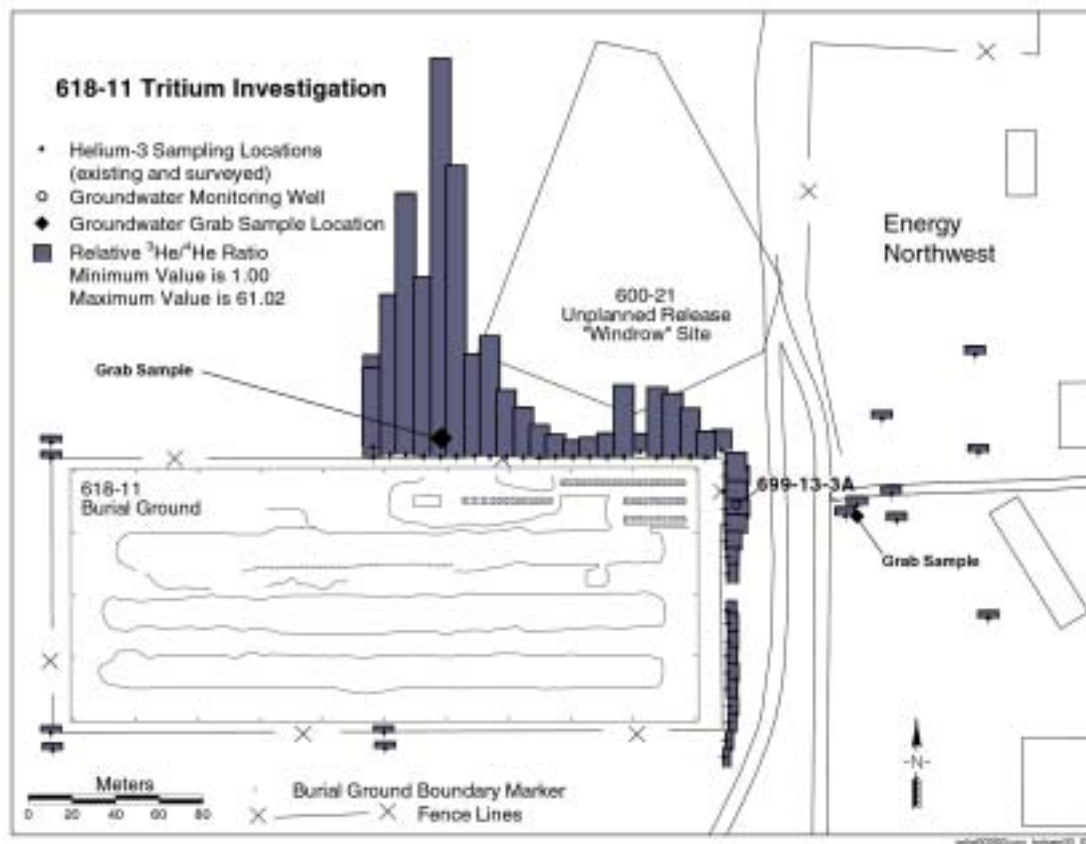 618-11 Tritium Investigation
Helium-3 Sampling Locations
(existing and surveyed)
Groundwater Monitoring Well
Groundwater Grab Sample Location
Relative ³He/⁴He Ratio
Minimum Value is 1.00
Maximum Value is 61.02
Grab Sample
600-21
Unplanned Release
"Windrow" Site
Energy
Northwest
618-11
Burial Ground
699-13-3A
Grab Sample
-N-
Meters
0 20 40 60 80
Burial Ground Boundary Marker
Fence Lines